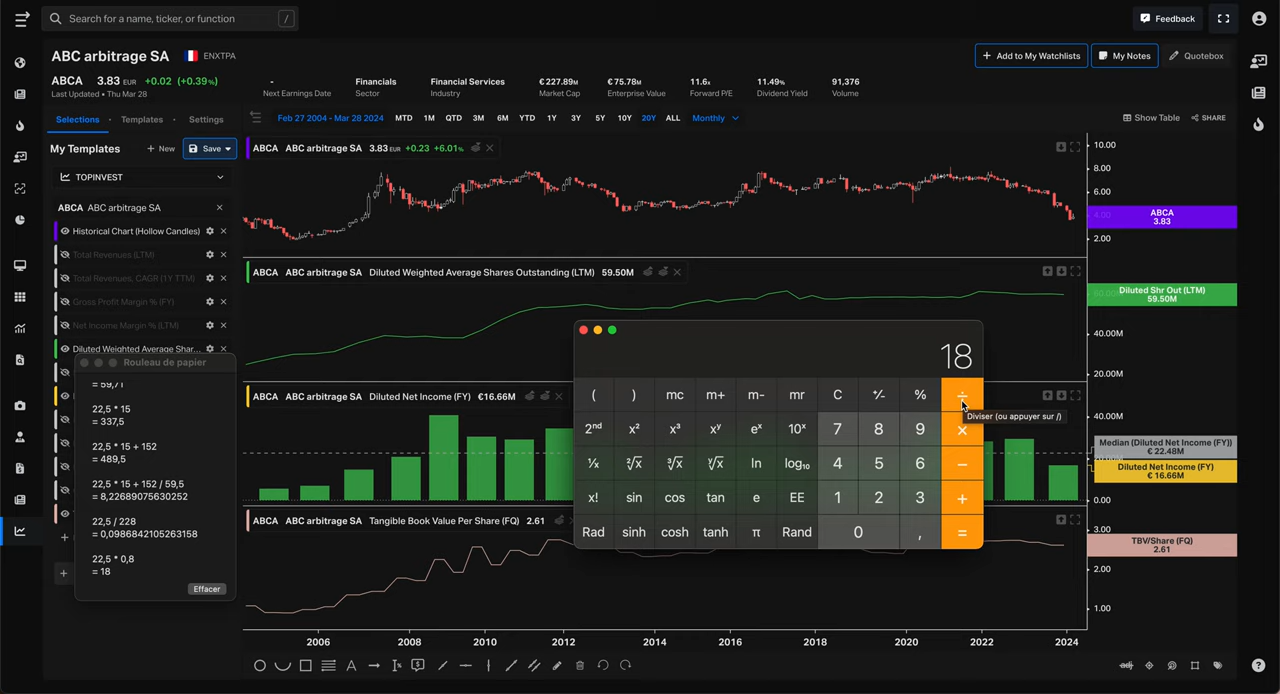 Search for a name, ticker, or function /
Feedback
ABC arbitrage SA ENXTPA
Add to My Watchlists
My Notes
Quotebox
ABCA 3.83 EUR +0.02 (+0.39%)
Last Updated • Thu Mar 28
-
Next Earnings Date
Financials
Sector
Financial Services
Industry
€227.89M
Market Cap
€75.78M
Enterprise Value
11.6x
Forward P/E
11.49%
Dividend Yield
91,376
Volume
Selections • Templates • Settings
Feb 27 2004 - Mar 28 2024 MTD 1M QTD 3M 6M YTD 1Y 3Y 5Y 10Y 20Y ALL Monthly
Show Table
SHARE
My Templates + New Save
TOPINVEST
ABCA ABC arbitrage SA
Historical Chart (Hollow Candles)
Total Revenues (LTM)
Total Revenues, CAGR (1Y TTM)
Gross Profit Margin % (FY)
Net Income Margin % (LTM)
Diluted Weighted Average Shar...
Rouleau de papier
= 59,71
22,5 * 15
= 337,5
22,5 * 15 + 152
= 489,5
22,5 * 15 + 152 / 59,5
= 8,22689075630252
22,5 / 228
= 0,0986842105263158
22,5 * 0,8
= 18
Effacer
ABCA ABC arbitrage SA 3.83 EUR +0.23 +6.01%
10.00
8.00
6.00
4.00
2.00
ABCA
3.83
ABCA ABC arbitrage SA Diluted Weighted Average Shares Outstanding (LTM) 59.50M
Diluted Shr Out (LTM)
59.50M
40.00M
20.00M
ABCA ABC arbitrage SA Diluted Net Income (FY) €16.66M
40.00M
Median (Diluted Net Income (FY))
€ 22.48M
Diluted Net Income (FY)
€ 16.66M
0.00
ABCA ABC arbitrage SA Tangible Book Value Per Share (FQ) 2.61
3.00
TBV/Share (FQ)
2.61
2.00
1.00
18
( ) mc m+ m- mr C +/- % ÷
Diviser (ou appuyer sur /)
2nd x² x³ xʸ eˣ 10ˣ 7 8 9 ×
¹/x ²√x ³√x ʸ√x ln log₁₀ 4 5 6 −
x! sin cos tan e EE 1 2 3 +
Rad sinh cosh tanh π Rand 0 , =
2006 2008 2010 2012 2014 2016 2018 2020 2022 2024